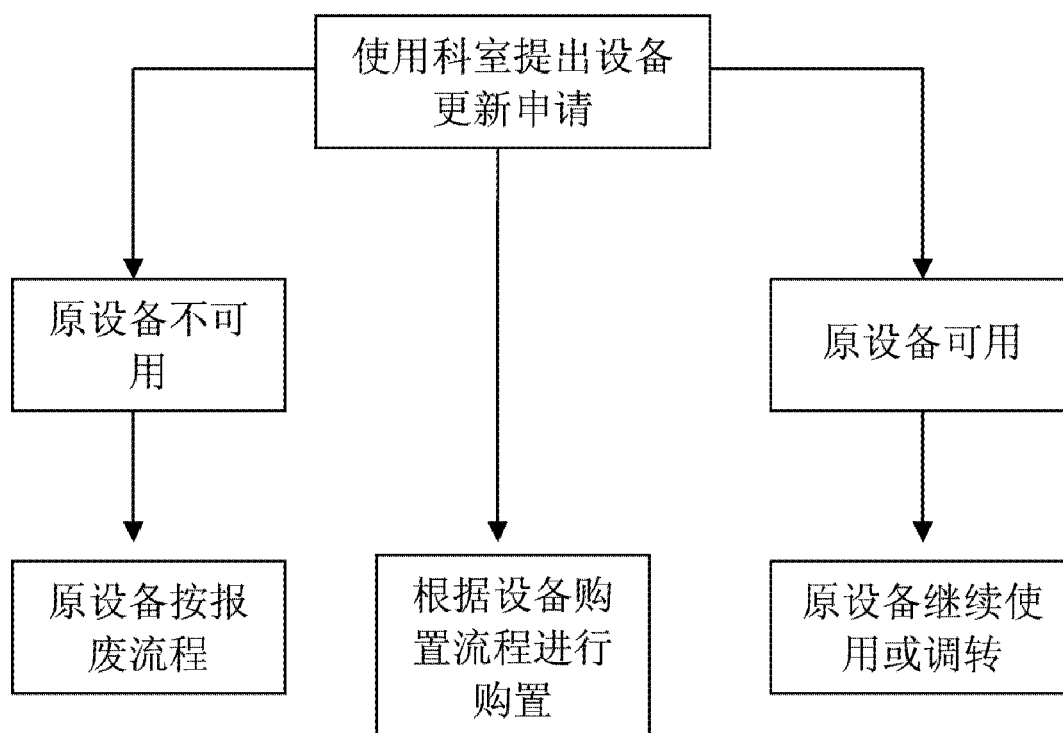 使用科室提出设备
更新申请
原设备不可
用
原设备可用
原设备按报
废流程
根据设备购
置流程进行
购置
原设备继续使
用或调转